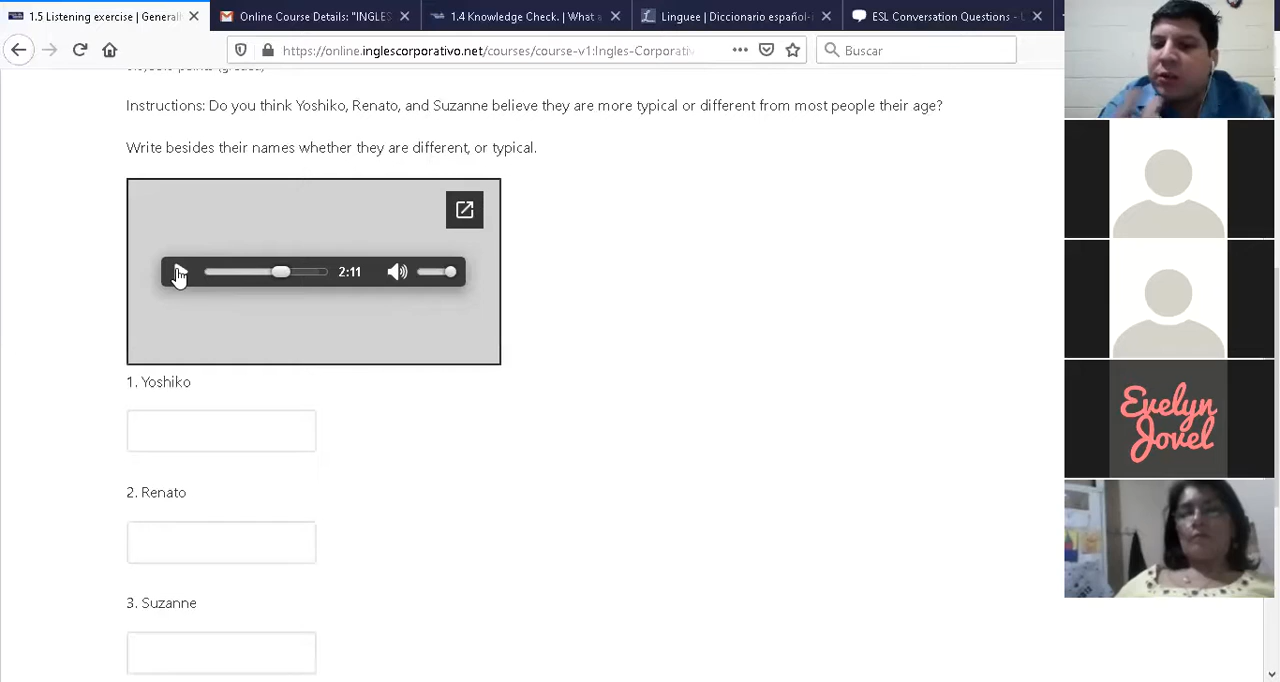 1.5 Listening exercise | General
Online Course Details: "INGLES
1.4 Knowledge Check. | What
Linguee | Diccionario español-
ESL Conversation Questions -
https://online.inglescorporativo.net/courses/course-v1:Ingles-Corporativ
Buscar
Instructions: Do you think Yoshiko, Renato, and Suzanne believe they are more typical or different from most people their age?
Write besides their names whether they are different, or typical.
2:11
1. Yoshiko
2. Renato
3. Suzanne
Evelyn
Jovel